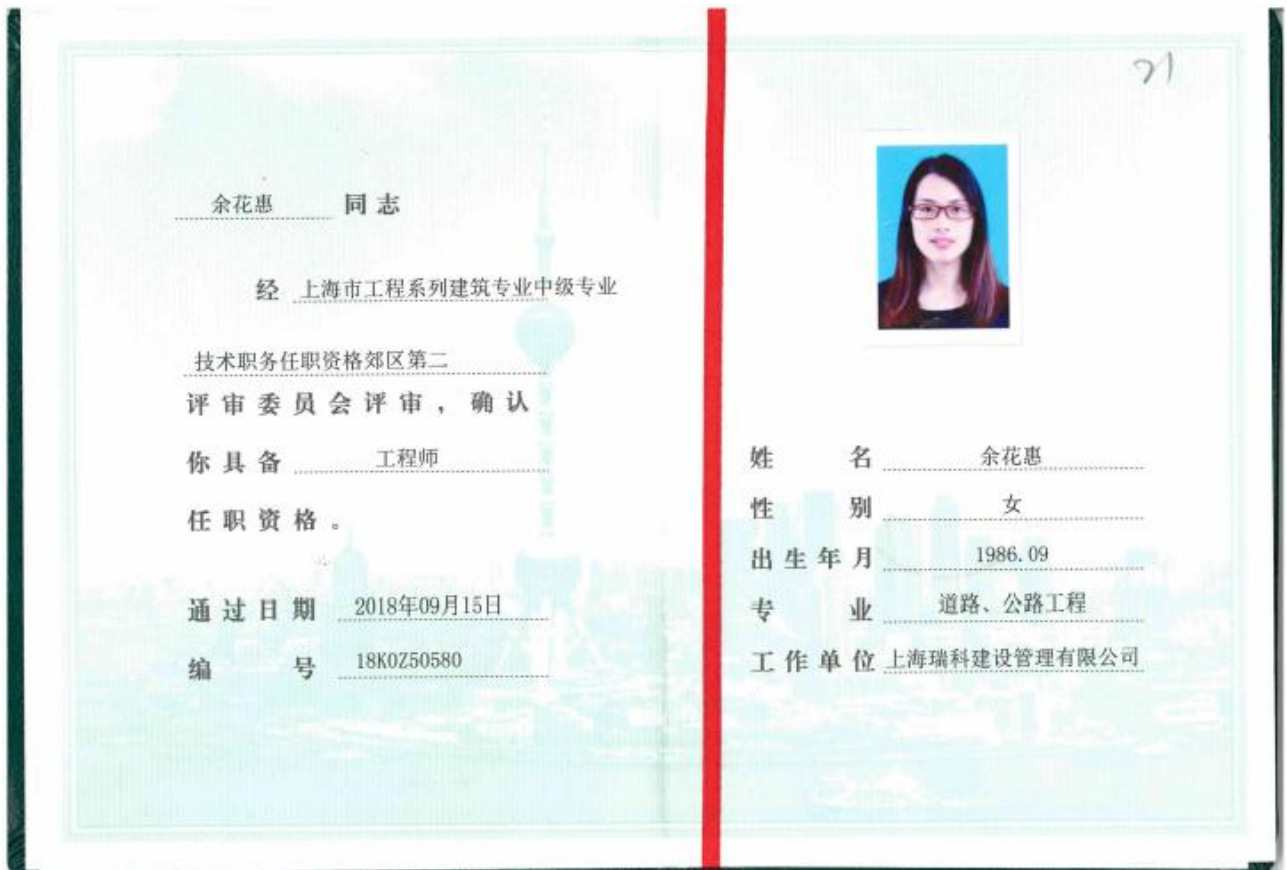 余花惠 同志
经 上海市工程系列建筑专业中级专业
技术职务任职资格郊区第二
评审委员会评审，确认
你具备 工程师
任职资格。
通过日期 2018年09月15日
编号 18K0Z50580
21
姓名 余花惠
性别 女
出生年月 1986.09
专业 道路、公路工程
工作单位 上海瑞科建设管理有限公司